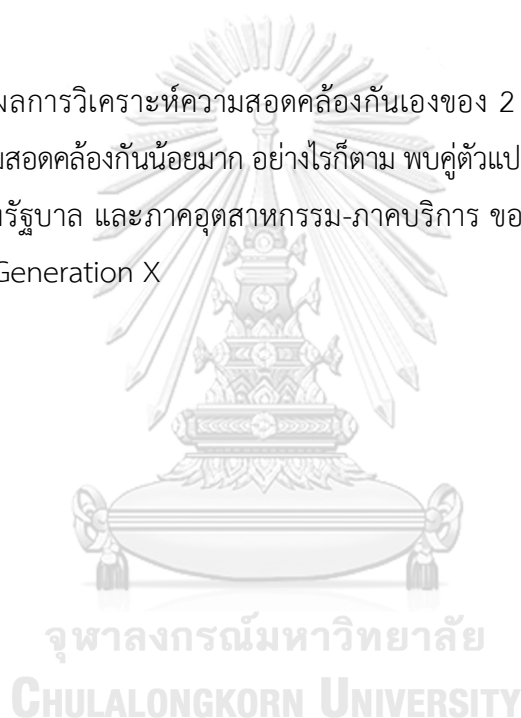 ผลการวิเคราะห์ความสอดคล้องกันเองของ 2
สอดคล้องกันน้อยมาก อย่างไรก็ตาม พบคู่ตัวแป
รัฐบาล และภาคอุตสาหกรรม-ภาคบริการ ขอ
Generation X
จุฬาลงกรณ์มหาวิทยาลัย
CHULALONGKORN UNIVERSITY